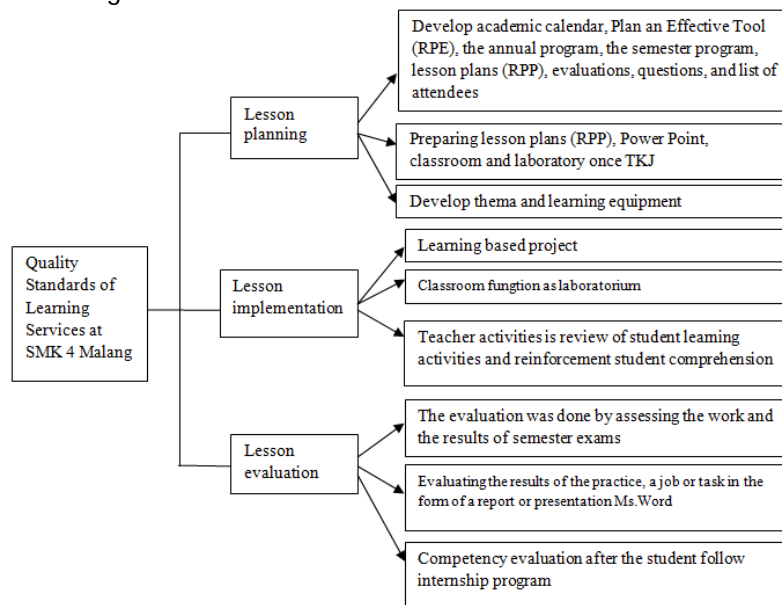 Develop academic calendar, Plan an Effective Tool
(RPE), the annual program, the semester program,
lesson plans (RPP), evaluations, questions, and list of
attendees
Lesson
planning
Preparing lesson plans (RPP), Power Point,
classroom and laboratory once TKJ
Develop thema and learning equipment
Quality
Standards of
Learning
Services at
SMK 4 Malang
Lesson
implementation
Learning based project
Classroom fungtion as laboratorium
Teacher activities is review of student learning
activities and reinforcement student comprehension
Lesson
evaluation
The evaluation was done by assessing the work and
the results of semester exams
Evaluating the results of the practice, a job or task in the
form of a report or presentation Ms.Word
Competency evaluation after the student follow
internship program